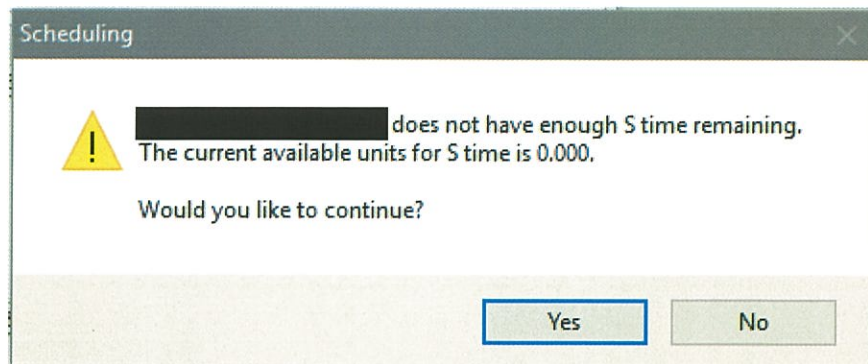 Scheduling
does not have enough S time remaining.
The current available units for S time is 0.000.
Would you like to continue?
Yes
No